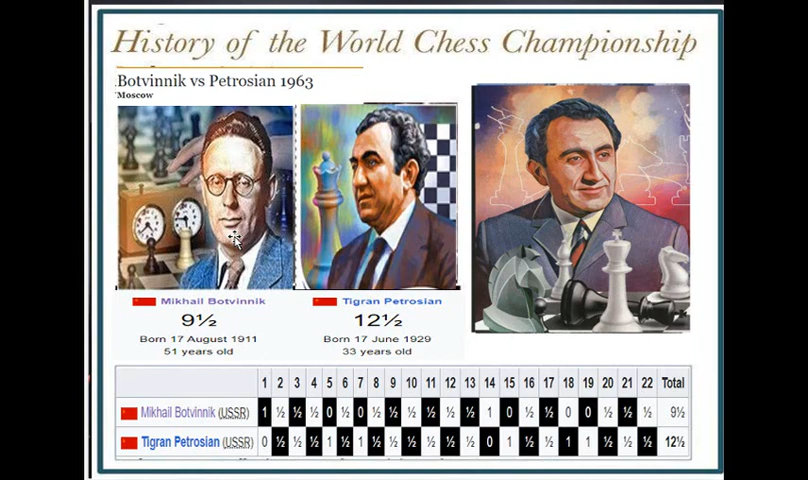 History of the World Chess Championship
Botvinnik vs Petrosian 1963
Moscow
Mikhail Botvinnik
9½
Born 17 August 1911
51 years old
Tigran Petrosian
12½
Born 17 June 1929
33 years old
1 2 3 4 5 6 7 8 9 10 11 12 13 14 15 16 17 18 19 20 21 22 Total
Mikhail Botvinnik (USSR) 1 ½ ½ ½ 0 ½ 0 ½ ½ ½ ½ ½ ½ 1 0 ½ ½ 0 0 ½ ½ ½ 9½
Tigran Petrosian (USSR) 0 ½ ½ ½ 1 ½ 1 ½ ½ ½ ½ ½ ½ 0 1 ½ ½ 1 1 ½ ½ ½ 12½